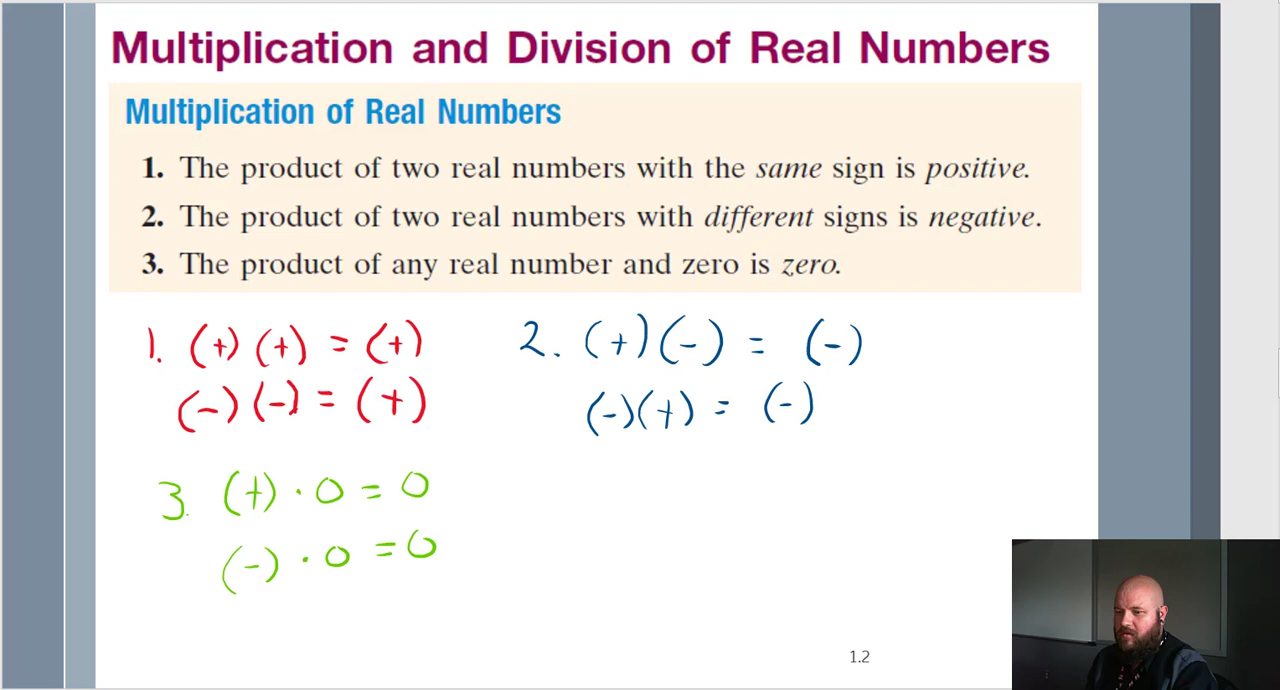 Multiplication and Division of Real Numbers
Multiplication of Real Numbers
1. The product of two real numbers with the same sign is positive.
2. The product of two real numbers with different signs is negative.
3. The product of any real number and zero is zero.
1. (+) (+) = (+)
(-) (-) = (+)
2. (+) (-) = (-)
(-) (+) = (-)
3. (+) · 0 = 0
(-) · 0 = 0
1.2